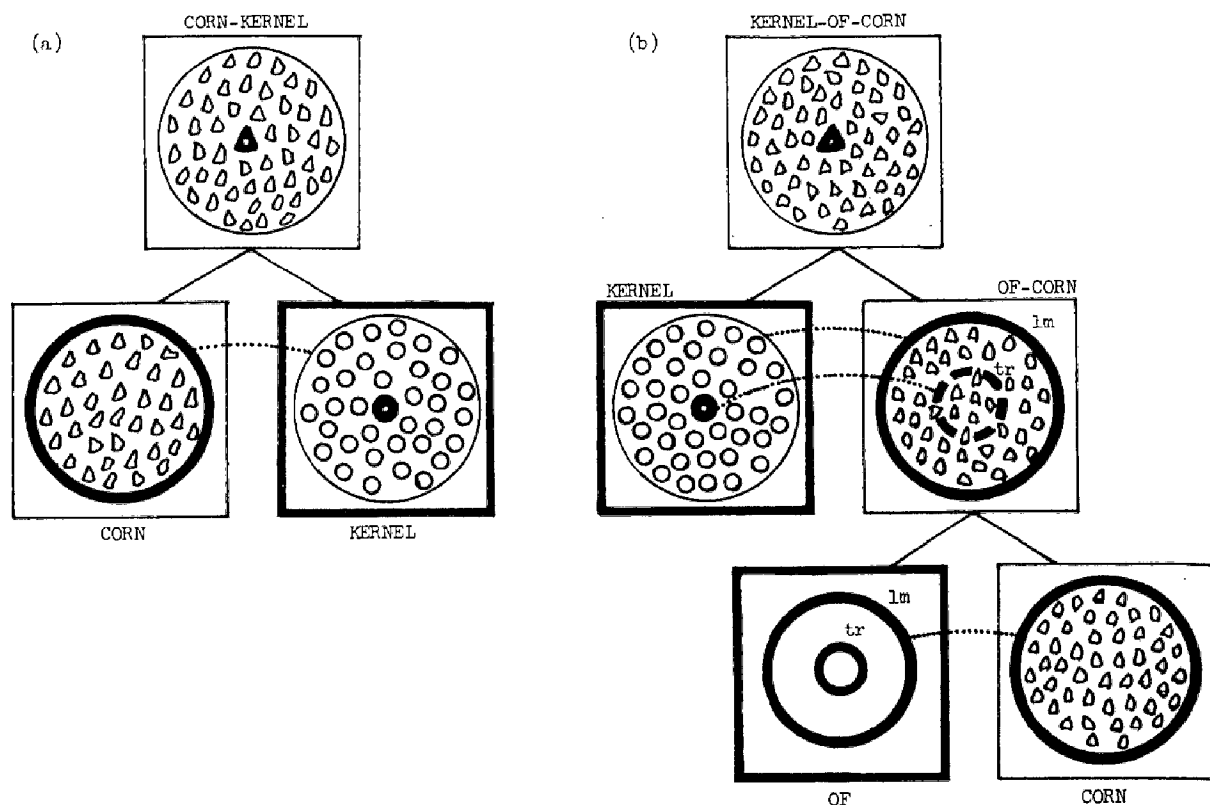 (a)
CORN-KERNEL
CORN
KERNEL
(b)
KERNEL-OF-CORN
KERNEL
OF-CORN
lm
tr
lm
tr
OF
CORN